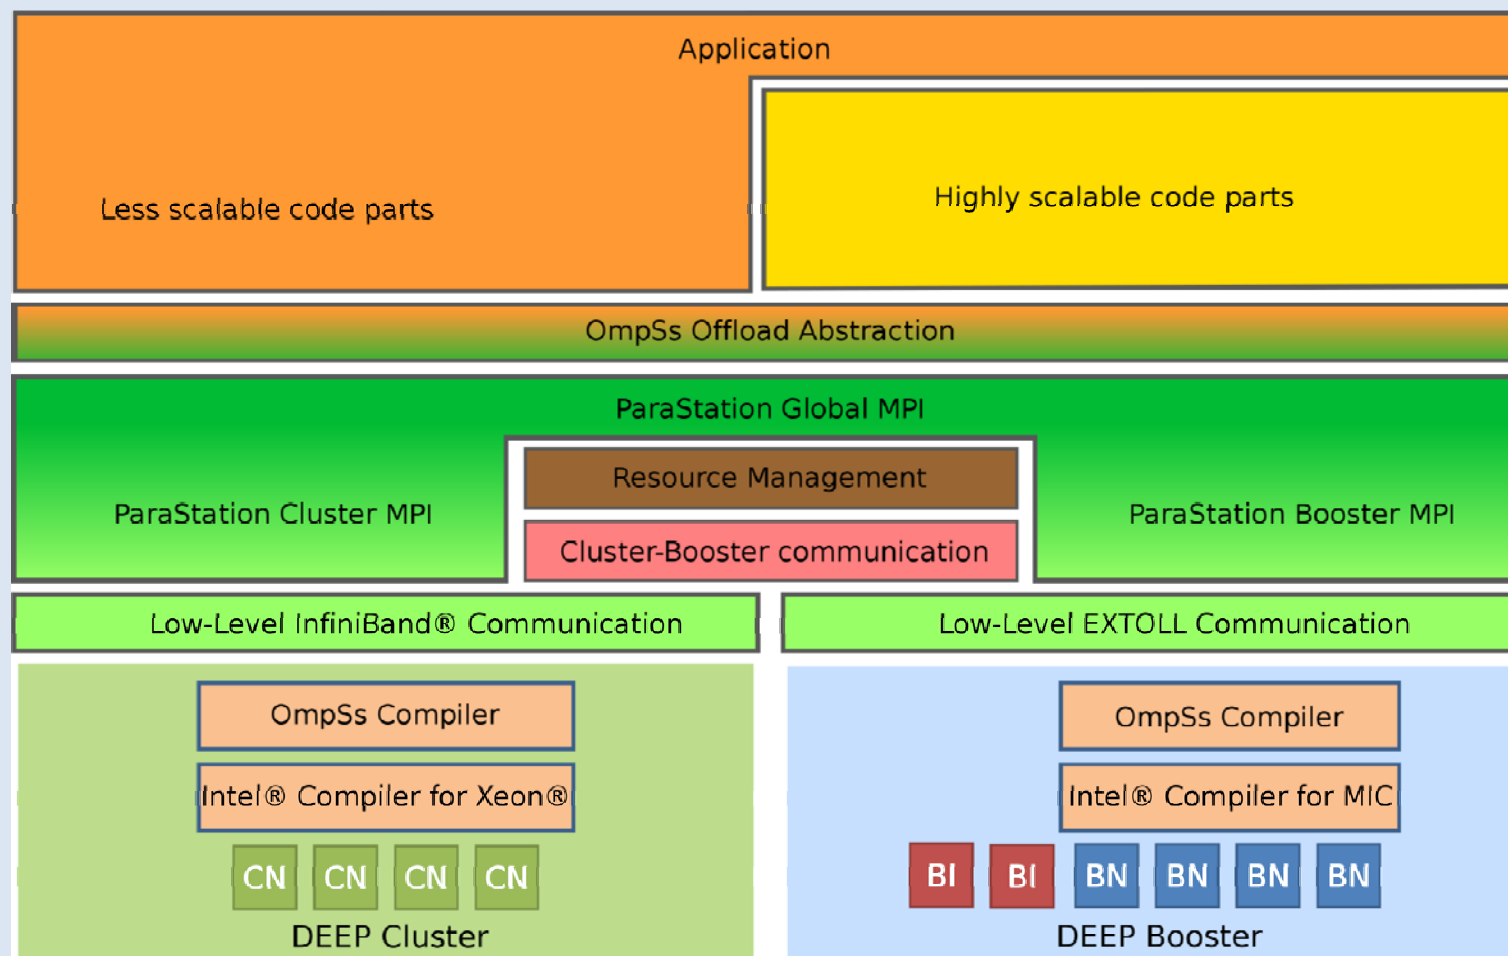 Application
Less scalable code parts
Highly scalable code parts
OmpSs Offload Abstraction
ParaStation Global MPI
Resource Management
ParaStation Cluster MPI
ParaStation Booster MPI
Cluster-Booster communication
Low-Level InfiniBand® Communication
Low-Level EXTOLL Communication
OmpSs Compiler
OmpSs Compiler
Intel® Compiler for Xeon®
Intel® Compiler for MIC
CN CN CN CN
BI BI BN BN BN BN
DEEP Cluster
DEEP Booster